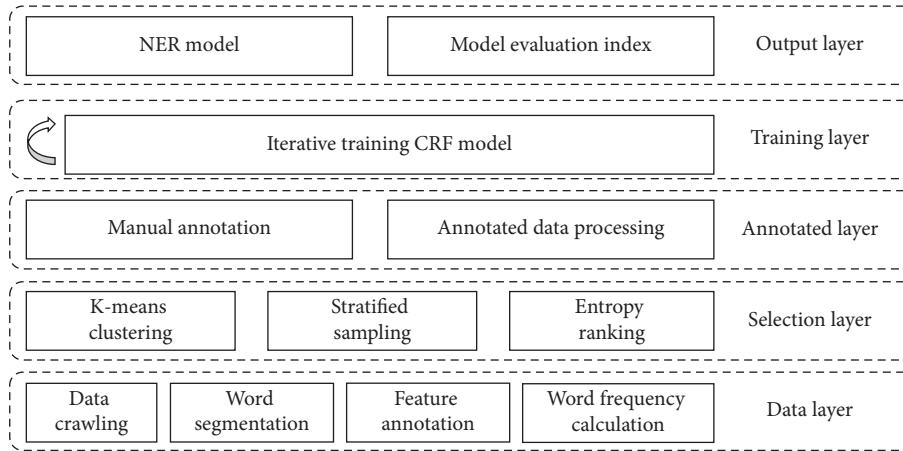 NER model
Model evaluation index
Output layer
Iterative training CRF model
Training layer
Manual annotation
Annotated data processing
Annotated layer
K-means
clustering
Stratified
sampling
Entropy
ranking
Selection layer
Data
crawling
Word
segmentation
Feature
annotation
Word frequency
calculation
Data layer